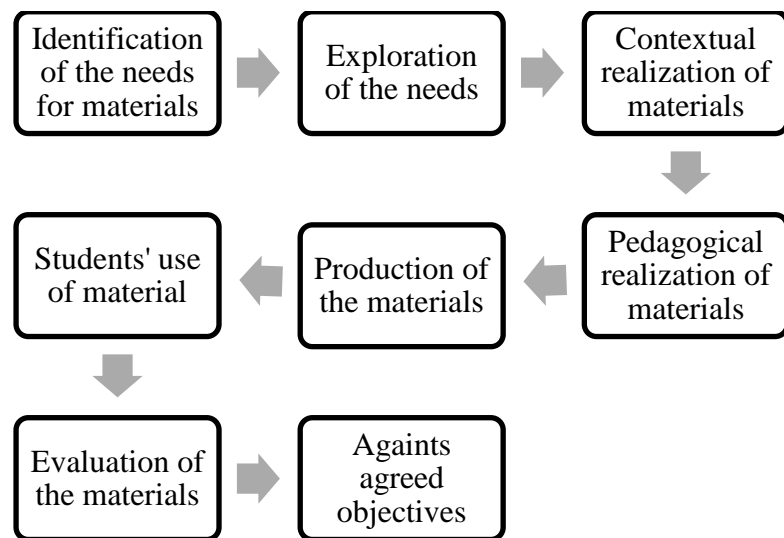 Identification
of the needs
for materials
Exploration
of the needs
Contextual
realization of
materials
Pedagogical
realization of
materials
Production of
the materials
Students' use
of material
Evaluation of
the materials
Againts
agreed
objectives